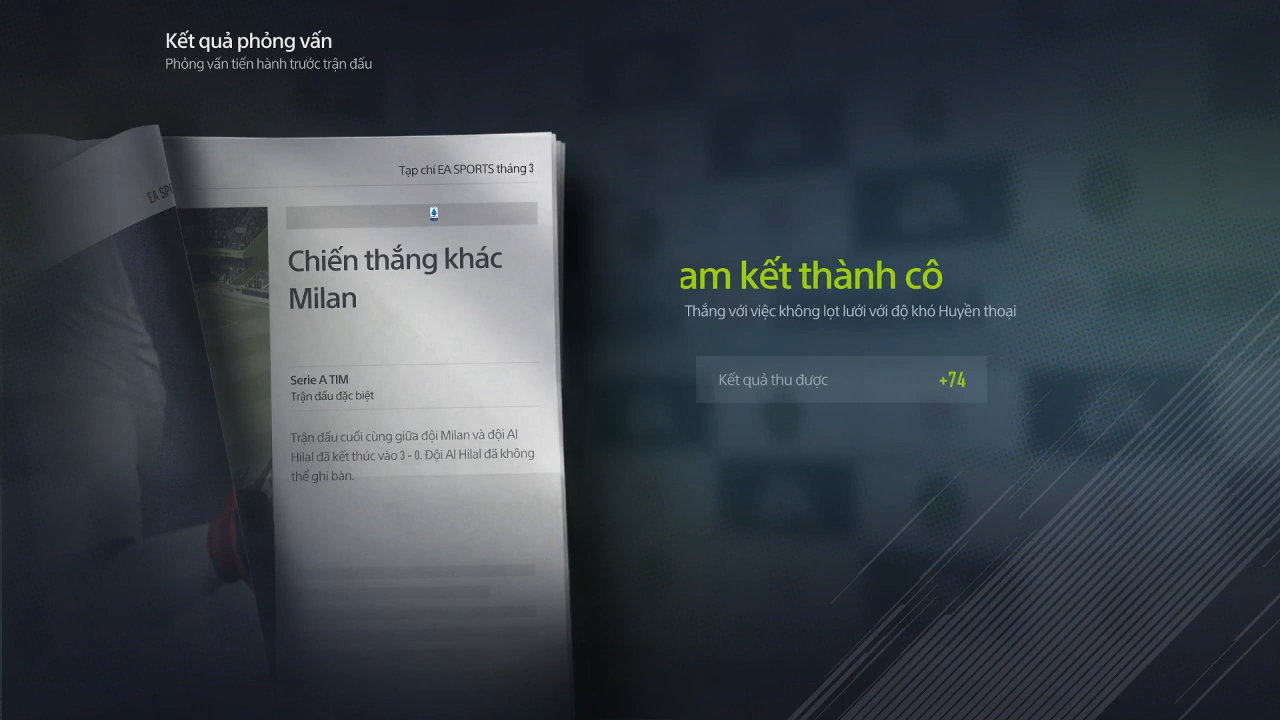 Kết quả phỏng vấn
Phỏng vấn tiến hành trước trận đấu
Tạp chí EA SPORTS tháng 3
Chiến thắng khác
Milan
Serie A TIM
Trận đấu đặc biệt
Trận đấu cuối cùng giữa đội Milan và đội Al
Hilal đã kết thúc vào 3 - 0. Đội Al Hilal đã không
thể ghi bàn.
am kết thành cô
Thắng với việc không lọt lưới với độ khó Huyền thoại
Kết quả thu được +74